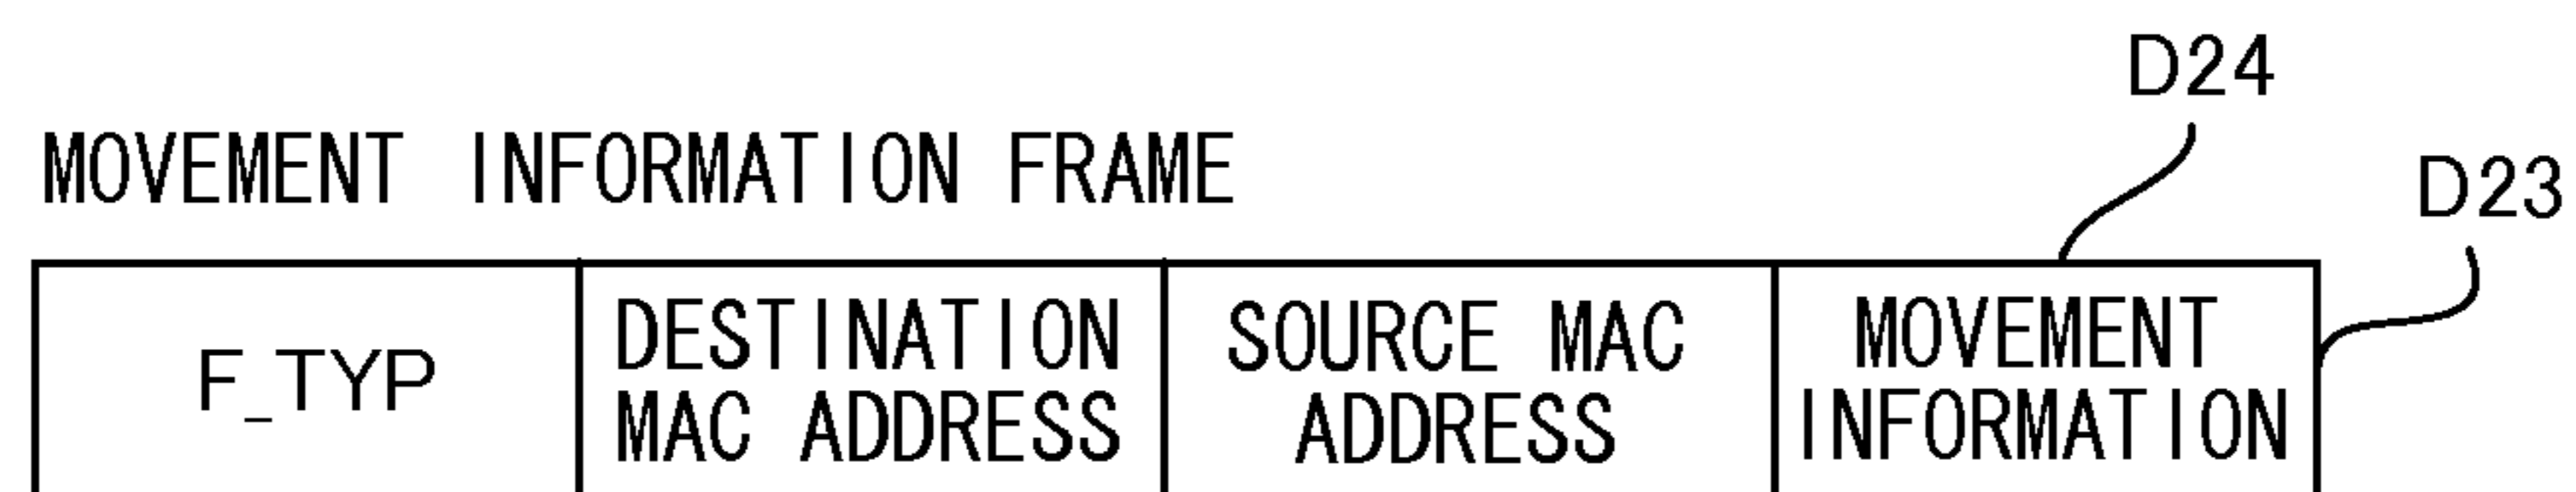 D24
MOVEMENT INFORMATION FRAME
D23
F_TYP
DESTINATION
MAC ADDRESS
SOURCE MAC
ADDRESS
MOVEMENT
INFORMATION